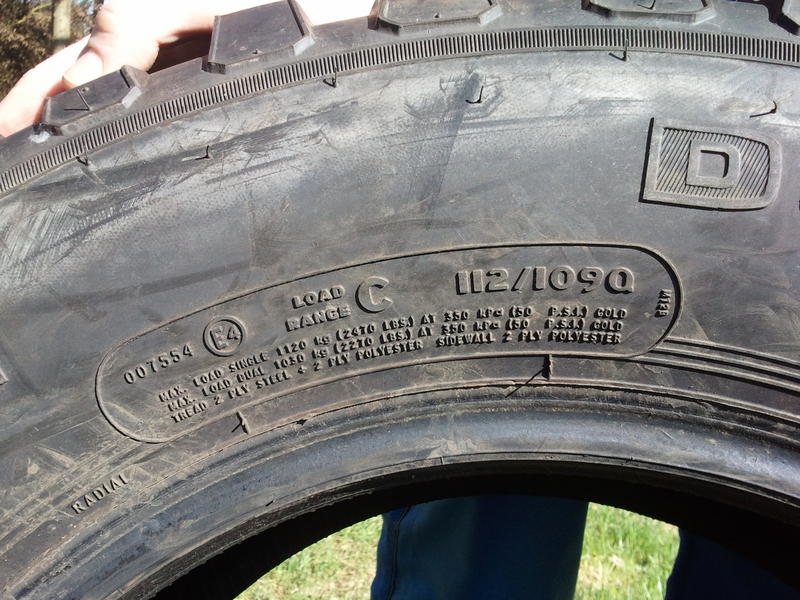 D
LOAD RANGE C 112/109Q
007554 E4
MAX. LOAD SINGLE 1120 KG (2470 LBS.) AT 350 KPa (50 P.S.I.) COLD
MAX. LOAD DUAL 1030 KG (2270 LBS.) AT 350 KPa (50 P.S.I.) COLD
TREAD 2 PLY STEEL + 2 PLY POLYESTER SIDEWALL 2 PLY POLYESTER
RADIAL